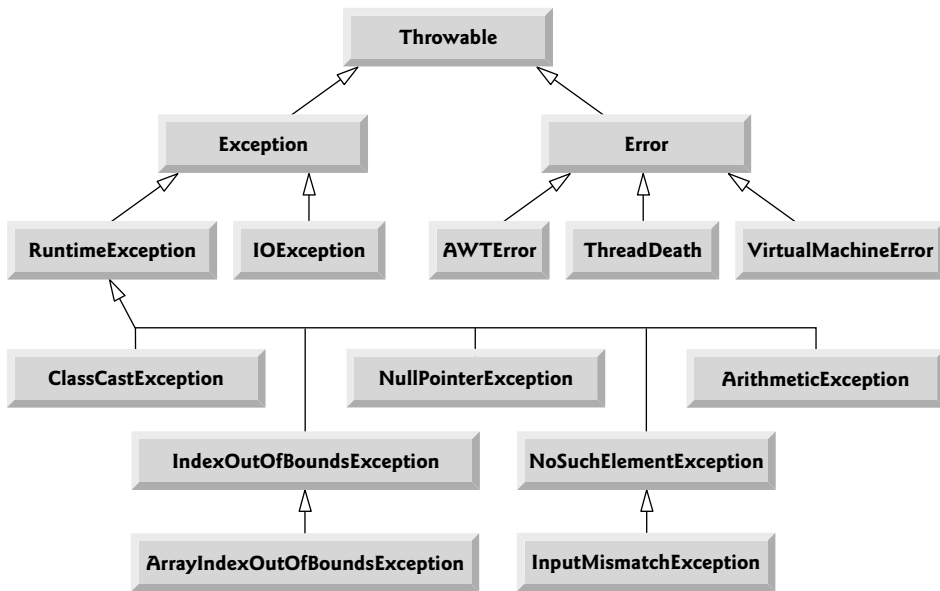 Throwable
Exception
Error
RuntimeException
IOException
AWTError
ThreadDeath
VirtualMachineError
ClassCastException
NullPointerException
ArithmeticException
IndexOutOfBoundsException
NoSuchElementException
ArrayIndexOutOfBoundsException
InputMismatchException